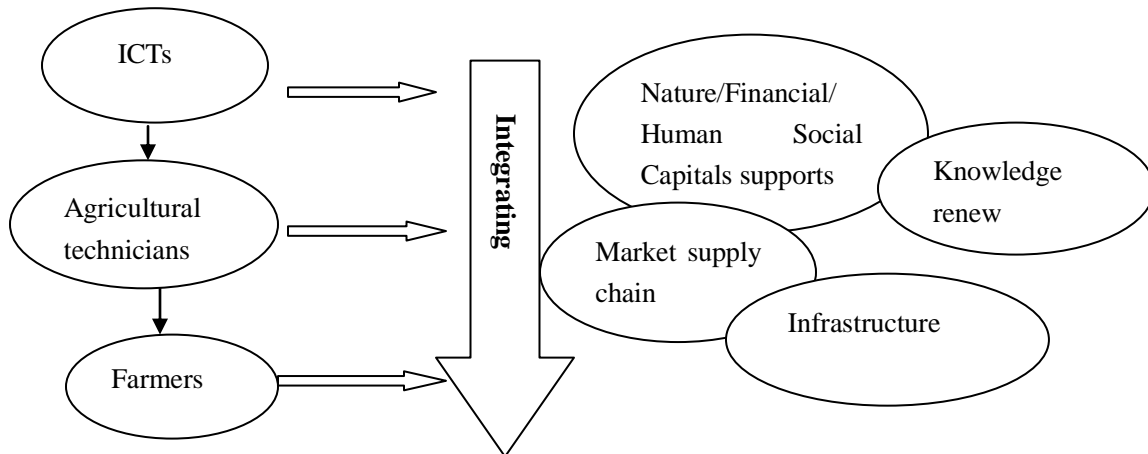 ICTs
Agricultural
technicians
Farmers
Integrating
Nature/Financial/
Human Social
Capitals supports
Knowledge
renew
Market supply
chain
Infrastructure